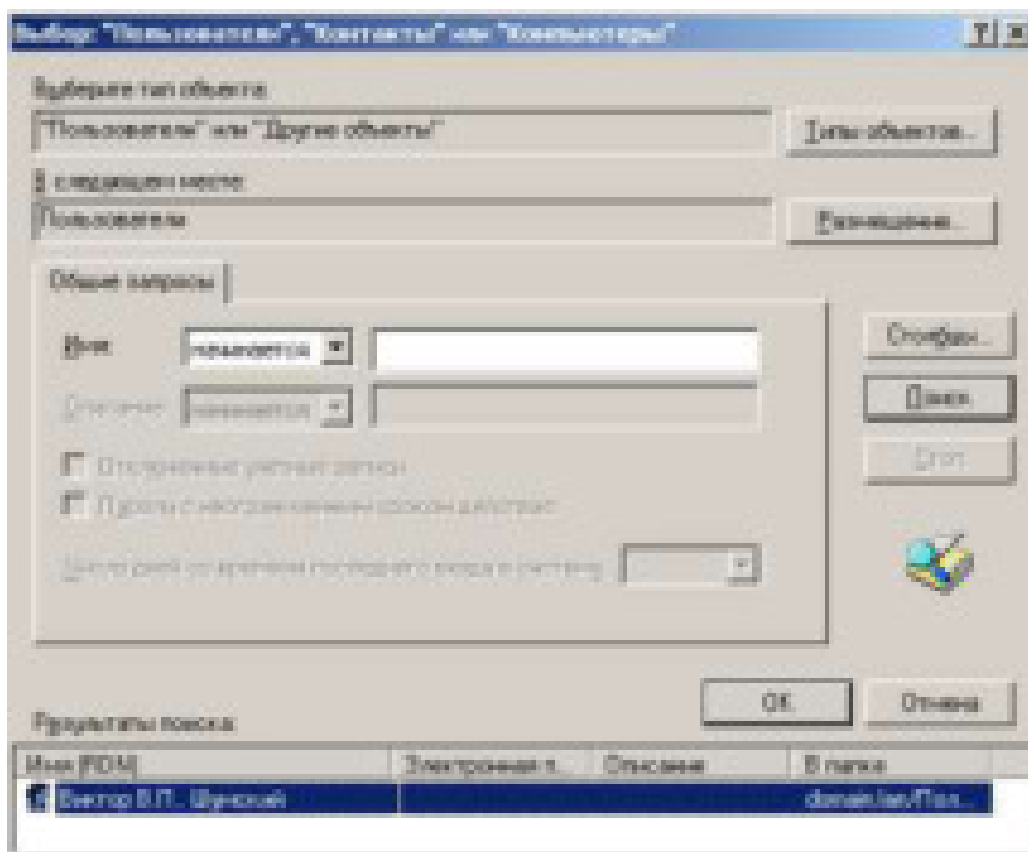 Выбор: "Пользователи", "Контакты" или "Компьютеры"
Выберите тип объекта:
"Пользователи" или "Другие объекты"
Типы объектов...
В следующем месте:
Пользователи
Размещение...
Общие запросы
Имя: начинается
Столбцы...
Описание: начинается
Поиск
Отключенные учетные записи
Стоп
Пароли с неограниченным сроком действия
Число дней со времени последнего входа в систему:
OK
Отмена
Результаты поиска:
Имя (RDN) Электронная п... Описание В папке
Виктор В.П.